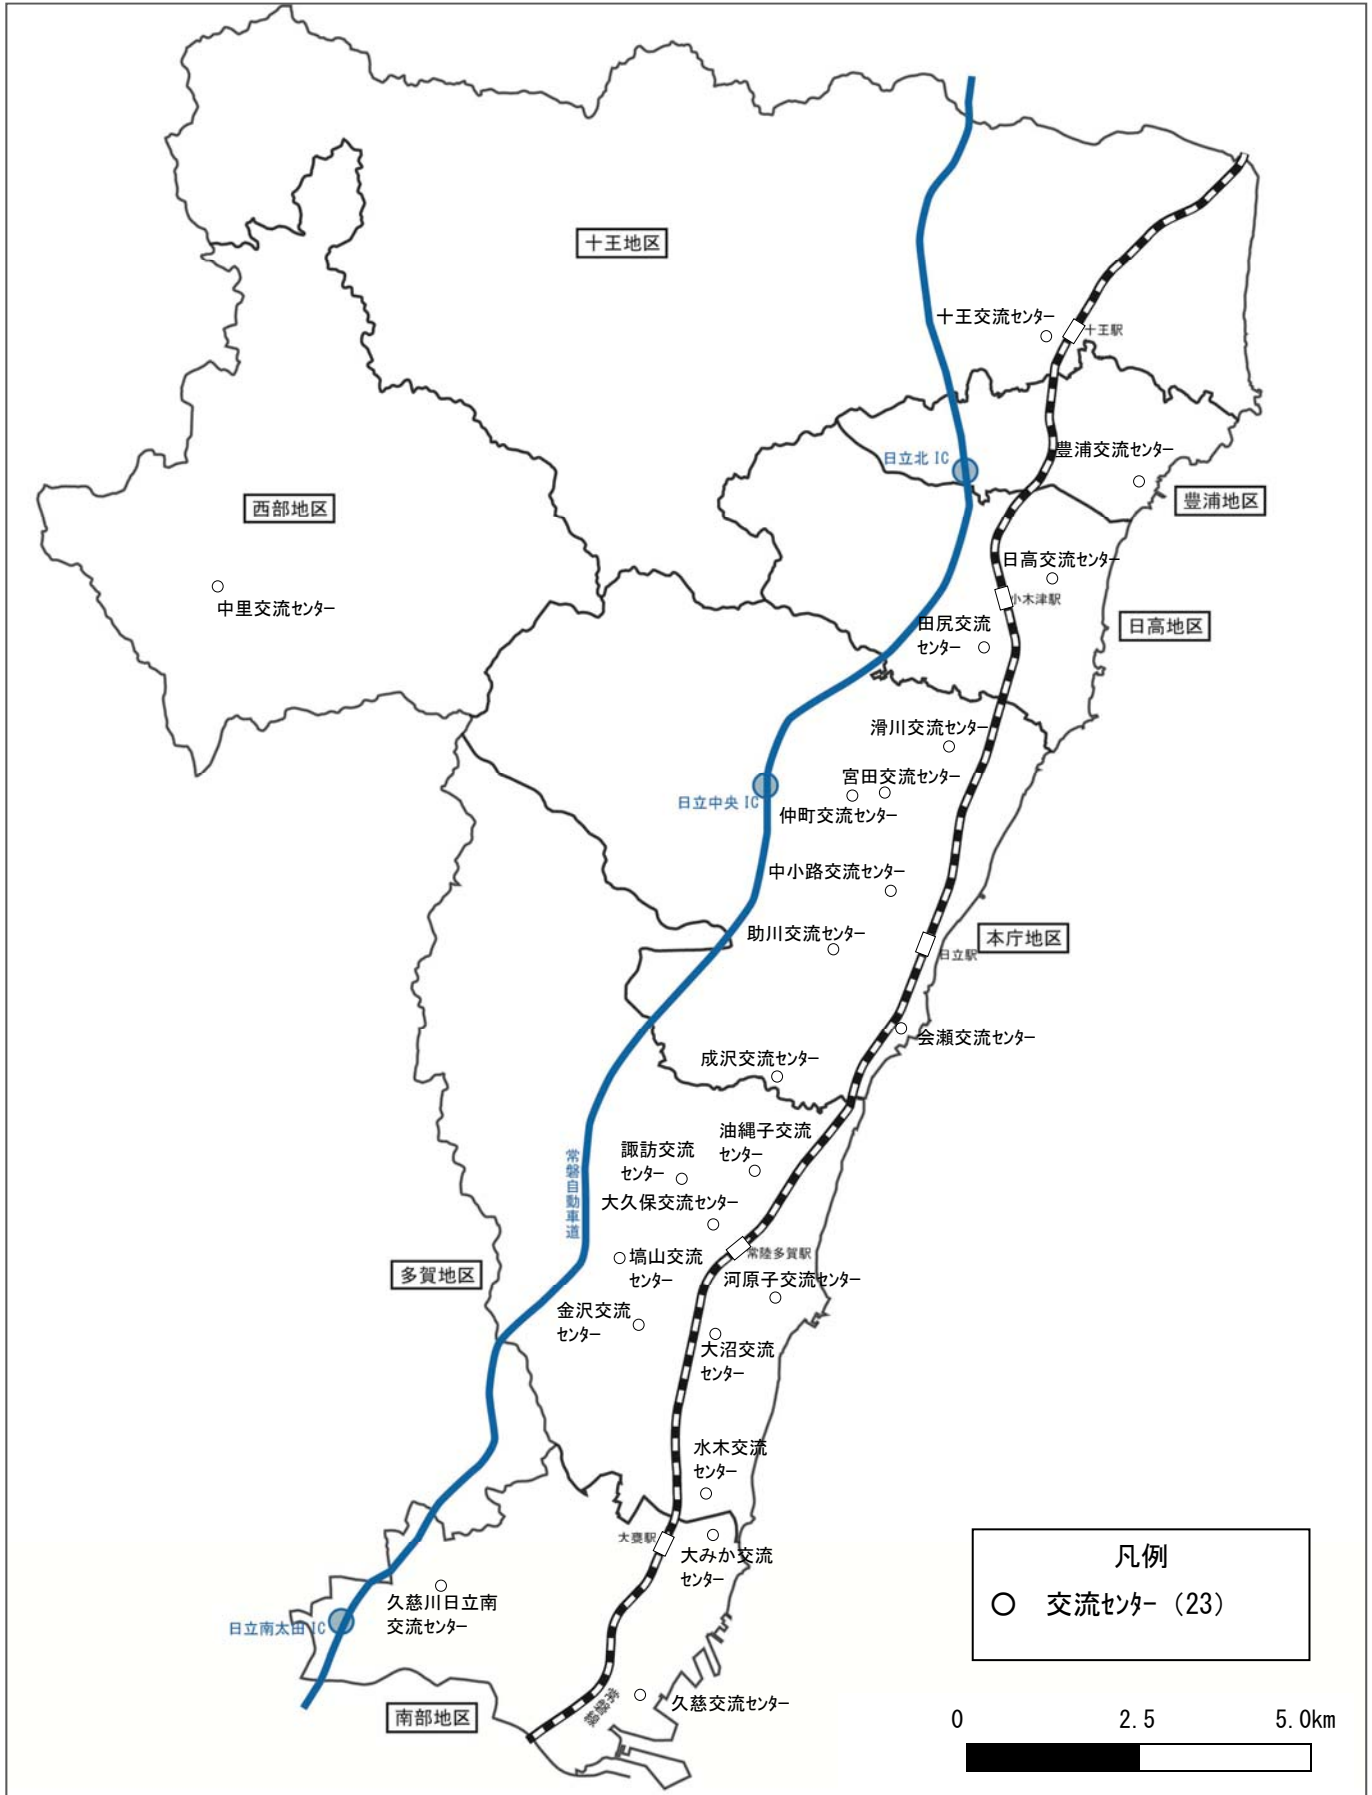 十王地区
十王交流センター
十王駅
豊浦交流センター
日立北 IC
豊浦地区
西部地区
日高交流センター
中里交流センター
小木津駅
田尻交流
センター
日高地区
滑川交流センター
宮田交流センター
日立中央 IC
仲町交流センター
中小路交流センター
助川交流センター
本庁地区
日立駅
会瀬交流センター
成沢交流センター
油縄子交流
センター
諏訪交流
センター
常磐自動車道
大久保交流センター
塙山交流
センター
常陸多賀駅
多賀地区
河原子交流センター
金沢交流
センター
大沼交流
センター
水木交流
センター
大甕駅
大みか交流
センター
久慈川日立南
交流センター
日立南太田 IC
久慈交流センター
常磐線
南部地区
凡例
交流センター（23）
0 2.5 5.0km